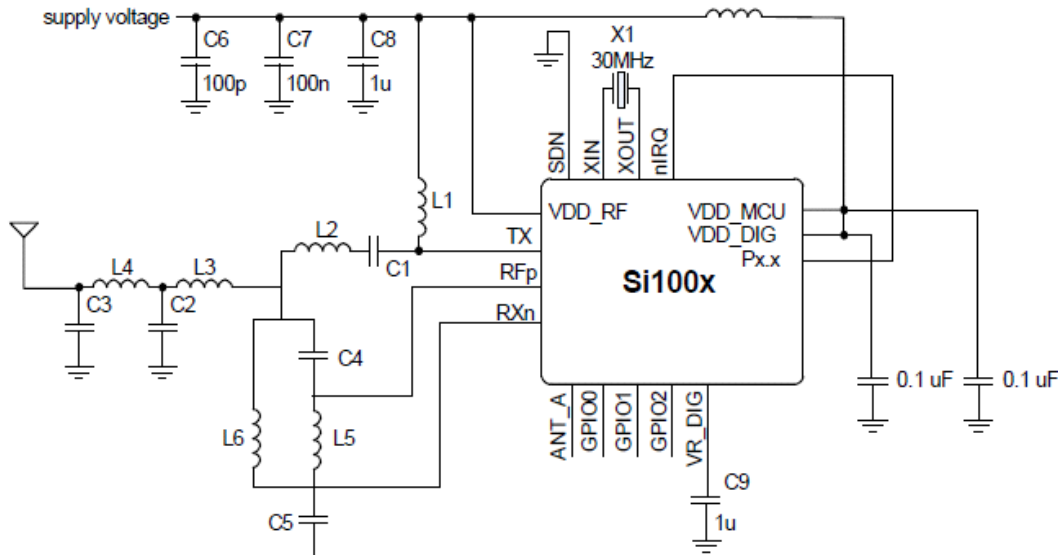 supply voltage
C6
100p
C7
100n
C8
1u
X1
30MHz
SDN
XIN
XOUT
nIRQ
L1
VDD_RF
VDD_MCU
VDD_DIG
Px.x
TX
RFp
RXn
Si100x
L2
C1
L4
L3
C3
C2
C4
L6
L5
C5
ANT_A
GPIO0
GPIO1
GPIO2
VR_DIG
C9
1u
0.1 uF
0.1 uF